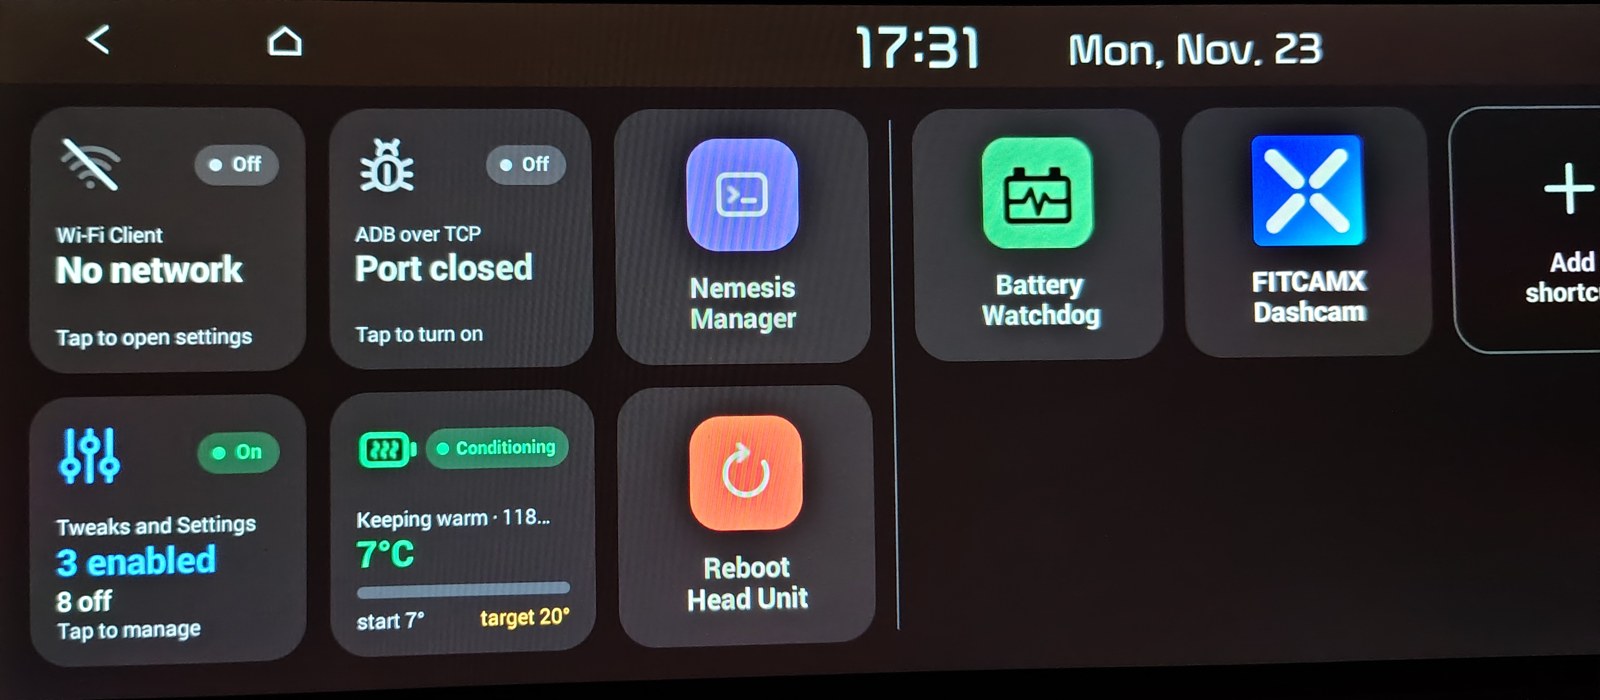 17:31
Mon, Nov. 23
Off
Wi-Fi Client
No network
Tap to open settings
Off
ADB over TCP
Port closed
Tap to turn on
Nemesis
Manager
Battery
Watchdog
FITCAMX
Dashcam
Add
On
Tweaks and Settings
3 enabled
8 off
Tap to manage
Conditioning
Keeping warm · 118...
7°C
start 7°
target 20°
Reboot
Head Unit